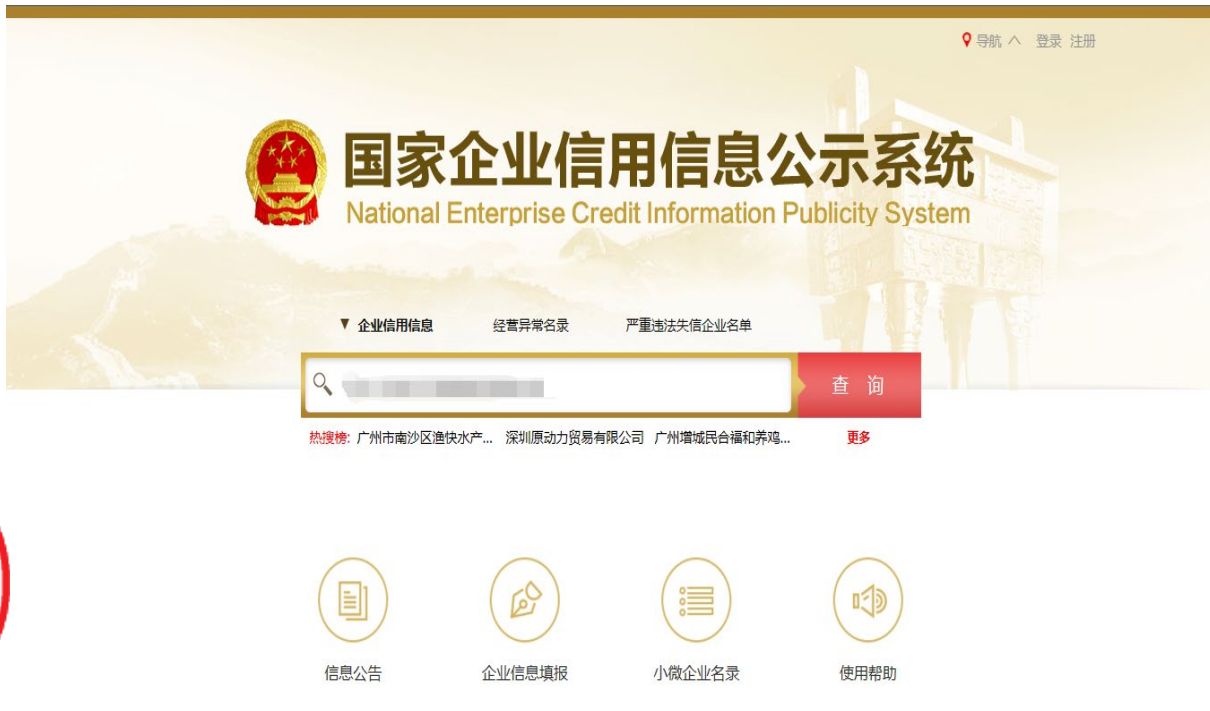 导航 登录 注册
国家企业信用信息公示系统
National Enterprise Credit Information Publicity System
企业信用信息 经营异常名录 严重违法失信企业名单
查 询
热搜榜: 广州市南沙区渔快水产... 深圳原动力贸易有限公司 广州增城民合福和养鸡... 更多
信息公告 企业信息填报 小微企业名录 使用帮助